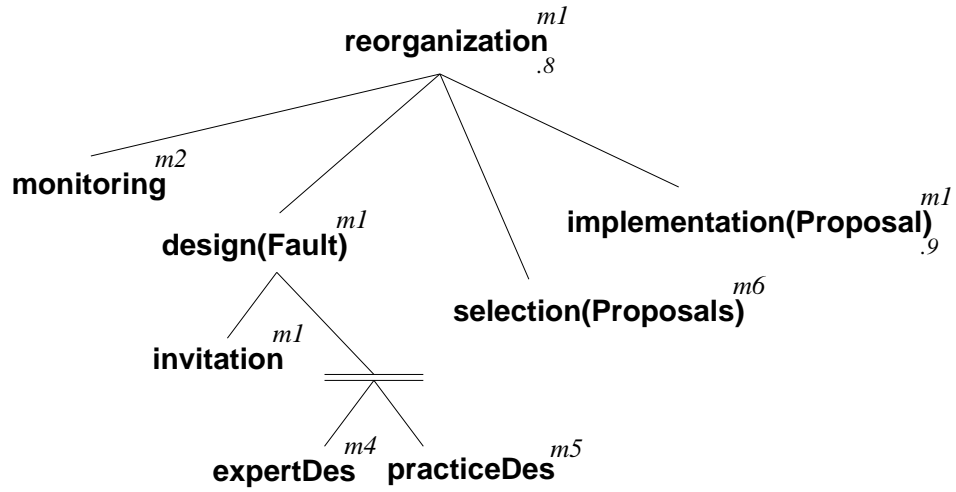 reorganization m1 .8
monitoring m2
design(Fault) m1
implementation(Proposal) m1 .9
selection(Proposals) m6
invitation m1
expertDes m4
practiceDes m5